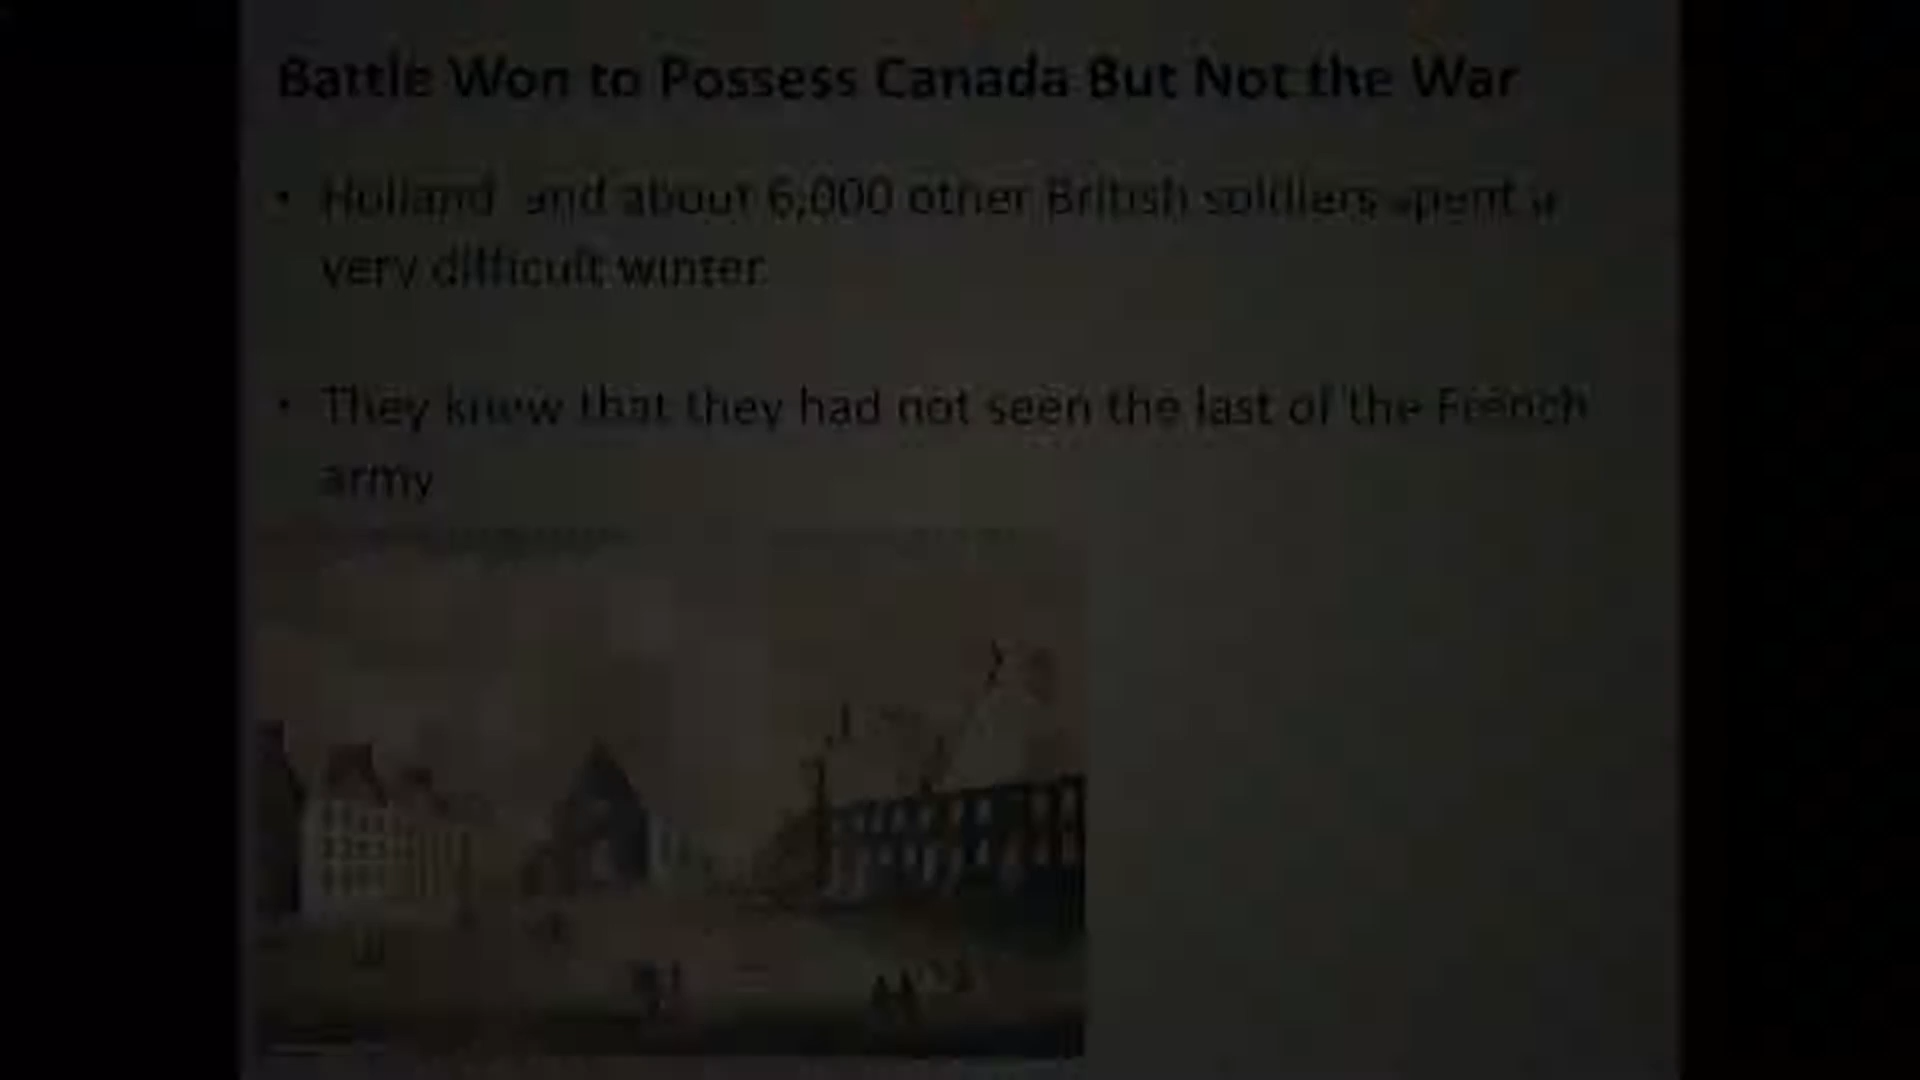 Battle Won to Possess Canada But Not the War
• Holland and about 6,000 other British soldiers spent a
very difficult winter.
• They knew that they had not seen the last of the French
army